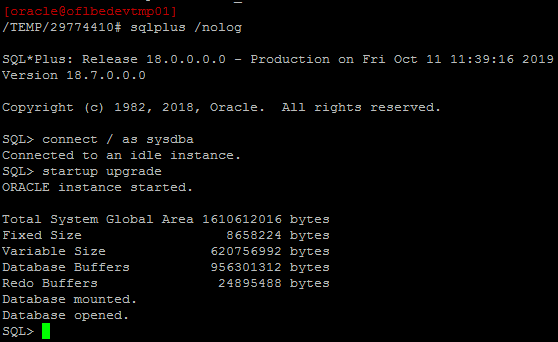 [oracle@oflbedevtmp01]
/TEMP/29774410# sqlplus /nolog
SQL*Plus: Release 18.0.0.0.0 - Production on Fri Oct 11 11:39:16 2019
Version 18.7.0.0.0
Copyright (c) 1982, 2018, Oracle.  All rights reserved.
SQL> connect / as sysdba
Connected to an idle instance.
SQL> startup upgrade
ORACLE instance started.
Total System Global Area 1610612016 bytes
Fixed Size                  8658224 bytes
Variable Size             620756992 bytes
Database Buffers          956301312 bytes
Redo Buffers               24895488 bytes
Database mounted.
Database opened.
SQL>